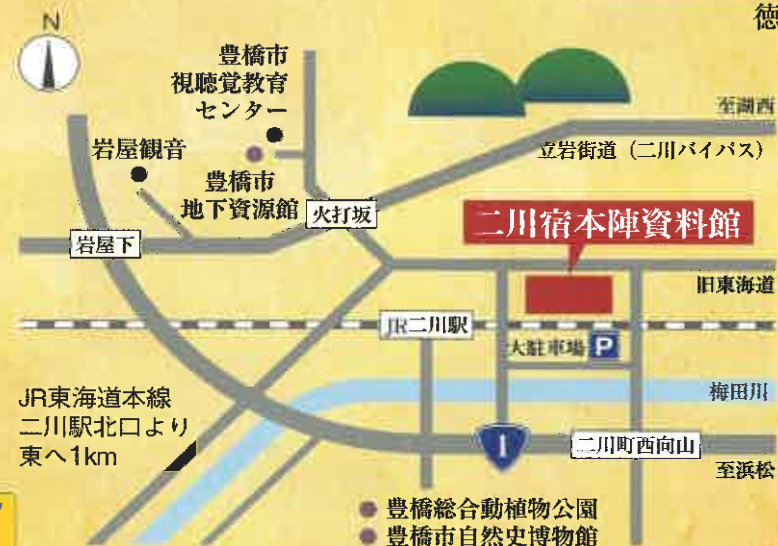 徳
N
豊橋市
視聴覚教育
センター
岩屋観音
豊橋市
地下資源館
火打坂
岩屋下
至湖西
立岩街道（二川バイパス）
二川宿本陣資料館
旧東海道
JR二川駅
大駐車場 P
梅田川
JR東海道本線
二川駅北口より
東へ1km
1
二川町西向山
至浜松
豊橋総合動植物公園
豊橋市自然史博物館